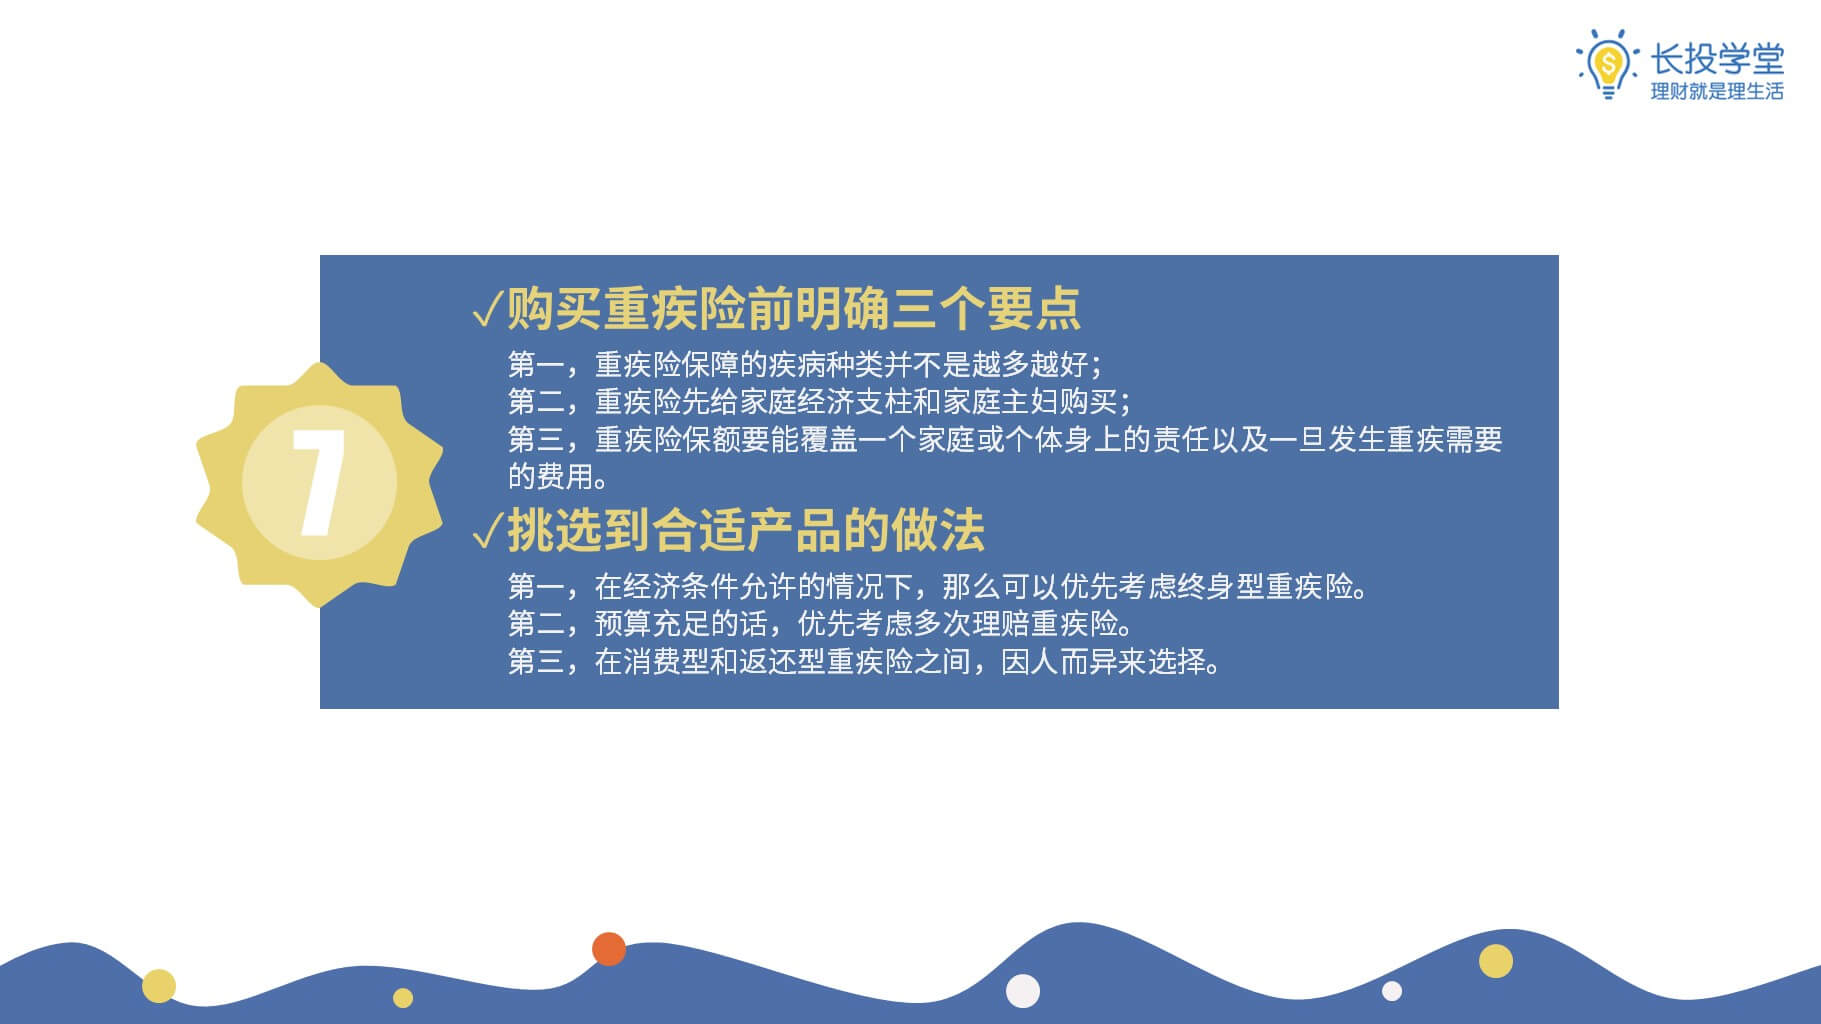 长投学堂
理财就是理生活
✓购买重疾险前明确三个要点
第一，重疾险保障的疾病种类并不是越多越好；
第二，重疾险先给家庭经济支柱和家庭主妇购买；
第三，重疾险保额要能覆盖一个家庭或个体身上的责任以及一旦发生重疾需要
的费用。
7
✓挑选到合适产品的做法
第一，在经济条件允许的情况下，那么可以优先考虑终身型重疾险。
第二，预算充足的话，优先考虑多次理赔重疾险。
第三，在消费型和返还型重疾险之间，因人而异来选择。